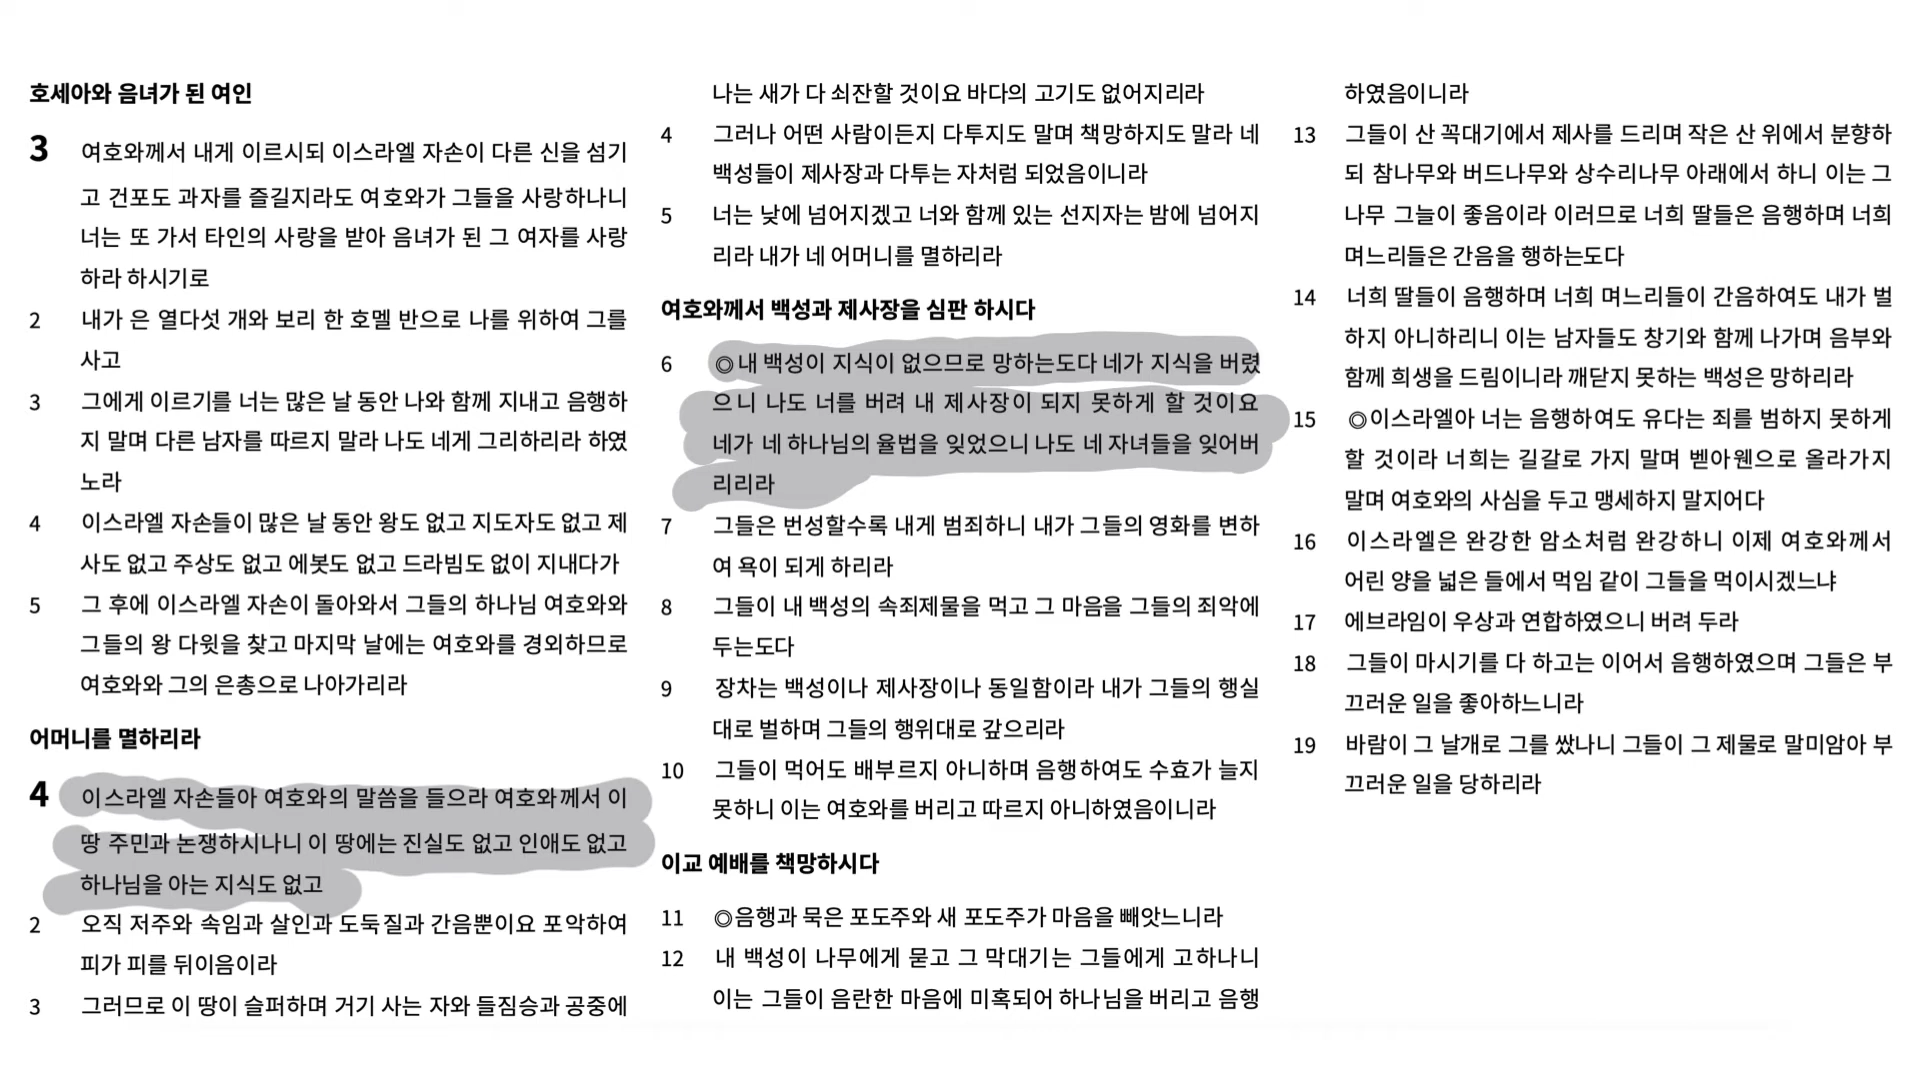 호세아와 음녀가 된 여인
3 여호와께서 내게 이르시되 이스라엘 자손이 다른 신을 섬기
고 건포도 과자를 즐길지라도 여호와가 그들을 사랑하나니
너는 또 가서 타인의 사랑을 받아 음녀가 된 그 여자를 사랑
하라 하시기로
2 내가 은 열다섯 개와 보리 한 호멜 반으로 나를 위하여 그를
사고
3 그에게 이르기를 너는 많은 날 동안 나와 함께 지내고 음행하
지 말며 다른 남자를 따르지 말라 나도 네게 그리하리라 하였
노라
4 이스라엘 자손들이 많은 날 동안 왕도 없고 지도자도 없고 제
사도 없고 주상도 없고 에봇도 없고 드라빔도 없이 지내다가
5 그 후에 이스라엘 자손이 돌아와서 그들의 하나님 여호와와
그들의 왕 다윗을 찾고 마지막 날에는 여호와를 경외하므로
여호와와 그의 은총으로 나아가리라
어머니를 멸하리라
4 이스라엘 자손들아 여호와의 말씀을 들으라 여호와께서 이
땅 주민과 논쟁하시나니 이 땅에는 진실도 없고 인애도 없고
하나님을 아는 지식도 없고
2 오직 저주와 속임과 살인과 도둑질과 간음뿐이요 포악하여
피가 피를 뒤이음이라
3 그러므로 이 땅이 슬퍼하며 거기 사는 자와 들짐승과 공중에
나는 새가 다 쇠잔할 것이요 바다의 고기도 없어지리라
4 그러나 어떤 사람이든지 다투지도 말며 책망하지도 말라 네
백성들이 제사장과 다투는 자처럼 되었음이니라
5 너는 낮에 넘어지겠고 너와 함께 있는 선지자는 밤에 넘어지
리라 내가 네 어머니를 멸하리라
여호와께서 백성과 제사장을 심판 하시다
6 ◎내 백성이 지식이 없으므로 망하는도다 네가 지식을 버렸
으니 나도 너를 버려 내 제사장이 되지 못하게 할 것이요
네가 네 하나님의 율법을 잊었으니 나도 네 자녀들을 잊어버
리리라
7 그들은 번성할수록 내게 범죄하니 내가 그들의 영화를 변하
여 욕이 되게 하리라
8 그들이 내 백성의 속죄제물을 먹고 그 마음을 그들의 죄악에
두는도다
9 장차는 백성이나 제사장이나 동일함이라 내가 그들의 행실
대로 벌하며 그들의 행위대로 갚으리라
10 그들이 먹어도 배부르지 아니하며 음행하여도 수효가 늘지
못하니 이는 여호와를 버리고 따르지 아니하였음이니라
이교 예배를 책망하시다
11 ◎음행과 묵은 포도주와 새 포도주가 마음을 빼앗느니라
12 내 백성이 나무에게 묻고 그 막대기는 그들에게 고하나니
이는 그들이 음란한 마음에 미혹되어 하나님을 버리고 음행
하였음이니라
13 그들이 산 꼭대기에서 제사를 드리며 작은 산 위에서 분향하
되 참나무와 버드나무와 상수리나무 아래에서 하니 이는 그
나무 그늘이 좋음이라 이러므로 너희 딸들은 음행하며 너희
며느리들은 간음을 행하는도다
14 너희 딸들이 음행하며 너희 며느리들이 간음하여도 내가 벌
하지 아니하리니 이는 남자들도 창기와 함께 나가며 음부와
함께 희생을 드림이니라 깨닫지 못하는 백성은 망하리라
15 ◎이스라엘아 너는 음행하여도 유다는 죄를 범하지 못하게
할 것이라 너희는 길갈로 가지 말며 벧아웬으로 올라가지
말며 여호와의 사심을 두고 맹세하지 말지어다
16 이스라엘은 완강한 암소처럼 완강하니 이제 여호와께서
어린 양을 넓은 들에서 먹임 같이 그들을 먹이시겠느냐
17 에브라임이 우상과 연합하였으니 버려 두라
18 그들이 마시기를 다 하고는 이어서 음행하였으며 그들은 부
끄러운 일을 좋아하느니라
19 바람이 그 날개로 그를 쌌나니 그들이 그 제물로 말미암아 부
끄러운 일을 당하리라